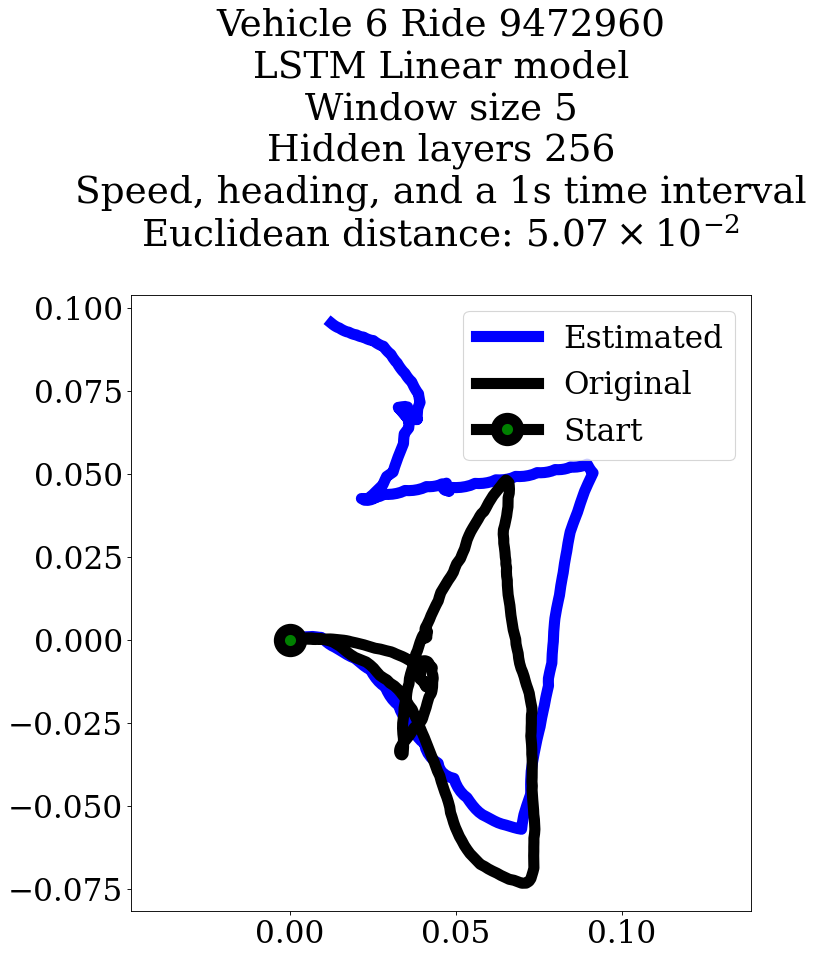 Vehicle 6 Ride 9472960
LSTM Linear model
Window size 5
Hidden layers 256
Speed, heading, and a 1s time interval
Euclidean distance: 5.07 × 10⁻²
0.100
0.075
0.050
0.025
0.000
−0.025
−0.050
−0.075
Estimated
Original
Start
0.00 0.05 0.10